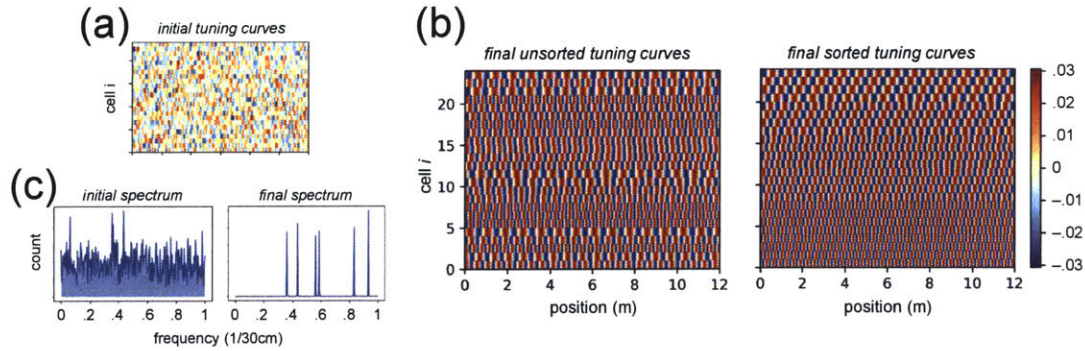 (a)
initial tuning curves
cell i
(b)
final unsorted tuning curves
20
15
10
5
0
cell i
0 2 4 6 8 10 12
position (m)
final sorted tuning curves
0 2 4 6 8 10 12
position (m)
.03
0.02
0.01
0
-.01
-.02
-.03
(c)
initial spectrum
count
0 .2 .4 .6 .8 1
final spectrum
0 .2 .4 .6 .8 1
frequency (1/30cm)